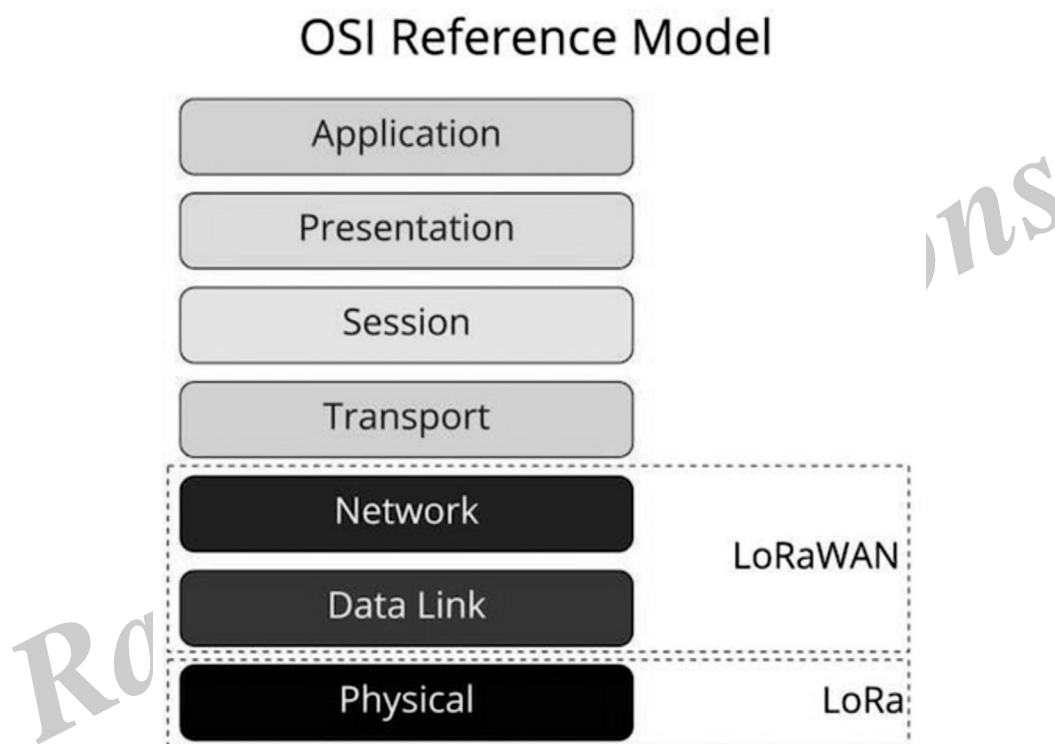 OSI Reference Model
Application
Presentation
Session
Transport
Network
LoRaWAN
Data Link
Physical
LoRa